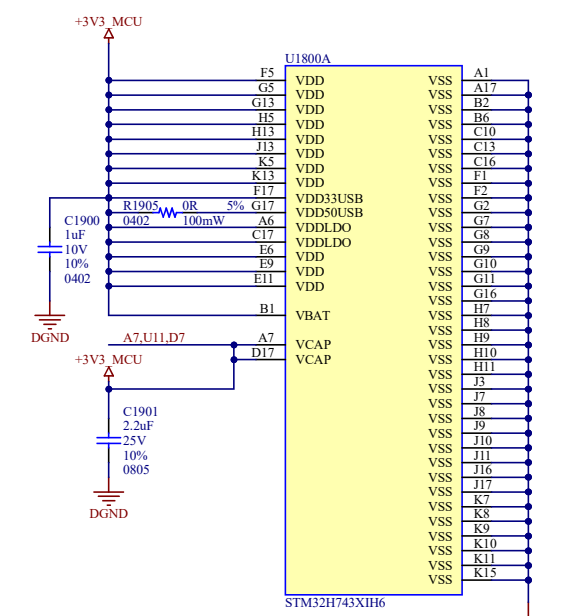 +3V3_MCU
U1800A
F5 VDD VSS A1
G5 VDD VSS A17
G13 VDD VSS B2
H5 VDD VSS B6
H13 VDD VSS C10
J13 VDD VSS C13
K5 VDD VSS C16
K13 VDD VSS F1
F17 VDD33USB VSS F2
R1905 0R 5% G17 VDD50USB VSS G2
0402 100mW A6 VDDLDO VSS G7
C17 VDDLDO VSS G8
E6 VDD VSS G9
E9 VDD VSS G10
E11 VDD VSS G11
VSS G16
B1 VBAT VSS H7
VSS H8
A7,U11,D7 A7 VCAP VSS H9
D17 VCAP VSS H10
VSS H11
VSS J3
VSS J7
VSS J8
VSS J9
VSS J10
VSS J11
VSS J16
VSS J17
VSS K7
VSS K8
VSS K9
VSS K10
VSS K11
VSS K15
C1900
1uF
10V
10%
0402
DGND
+3V3_MCU
C1901
2.2uF
25V
10%
0805
DGND
STM32H743XIH6